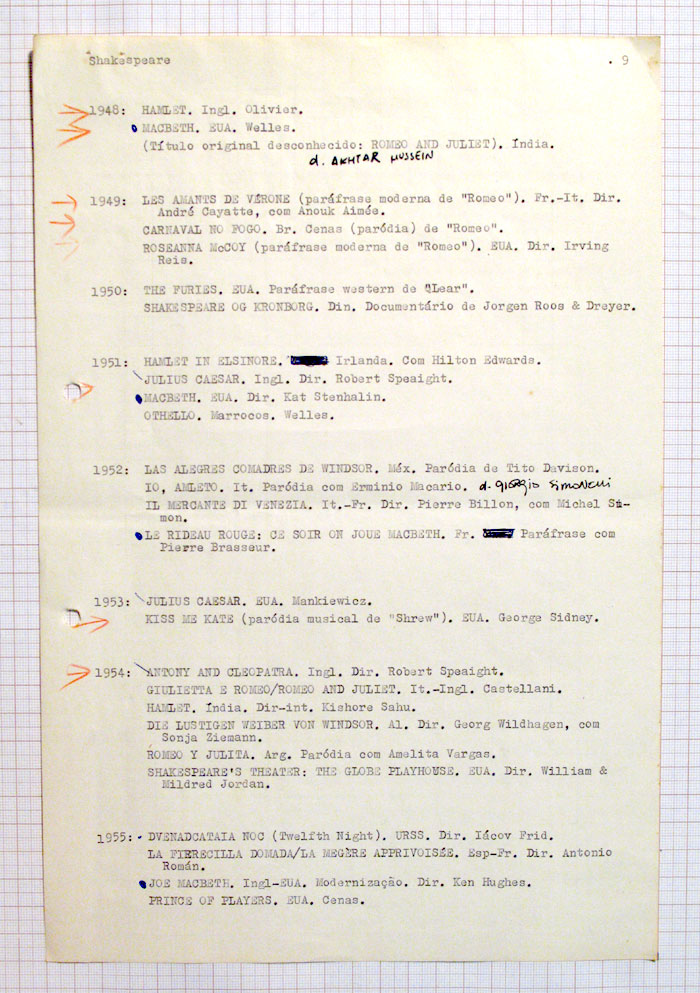 Shakespeare . 9
1948: HAMLET. Ingl. Olivier.
MACBETH. EUA. Welles.
(Título original desconhecido: ROMEO AND JULIET). Índia.
d. AKHTAR HUSSEIN
1949: LES AMANTS DE VÉRONE (paráfrase moderna de "Romeo"). Fr.-It. Dir.
André Cayatte, com Anouk Aimée.
CARNAVAL NO FOGO. Br. Cenas (paródia) de "Romeo".
ROSEANNA McCOY (paráfrase moderna de "Romeo"). EUA. Dir. Irving
Reis.
1950: THE FURIES. EUA. Paráfrase western de "Lear".
SHAKESPEARE OG KRONBORG. Din. Documentário de Jorgen Roos & Dreyer.
1951: HAMLET IN ELSINORE. Irlanda. Com Hilton Edwards.
JULIUS CAESAR. Ingl. Dir. Robert Speaight.
MACBETH. EUA. Dir. Kat Stenhalin.
OTHELLO. Marrocos. Welles.
1952: LAS ALEGRES COMADRES DE WINDSOR. Méx. Paródia de Tito Davison.
IO, AMLETO. It. Paródia com Erminio Macario. d. GIORGIO SIMONELLI
IL MERCANTE DI VENEZIA. It.-Fr. Dir. Pierre Billon, com Michel Si-
mon.
LE RIDEAU ROUGE: CE SOIR ON JOUE MACBETH. Fr. Paráfrase com
Pierre Brasseur.
1953: JULIUS CAESAR. EUA. Mankiewicz.
KISS ME KATE (paródia musical de "Shrew"). EUA. George Sidney.
1954: ANTONY AND CLEOPATRA. Ingl. Dir. Robert Speaight.
GIULIETTA E ROMEO/ROMEO AND JULIET. It.-Ingl. Castellani.
HAMLET. Índia. Dir-int. Kishore Sahu.
DIE LUSTIGEN WEIBER VON WINDSOR. Al. Dir. Georg Wildhagen, com
Sonja Ziemann.
ROMEO Y JULITA. Arg. Paródia com Amelita Vargas.
SHAKESPEARE'S THEATER: THE GLOBE PLAYHOUSE. EUA. Dir. William &
Mildred Jordan.
1955: DVENADCATAIA NOC (Twelfth Night). URSS. Dir. Iácov Frid.
LA FIERECILLA DOMADA/LA MEGÈRE APPRIVOISÉE. Esp-Fr. Dir. Antonio
Román.
JOE MACBETH. Ingl-EUA. Modernização. Dir. Ken Hughes.
PRINCE OF PLAYERS. EUA. Cenas.